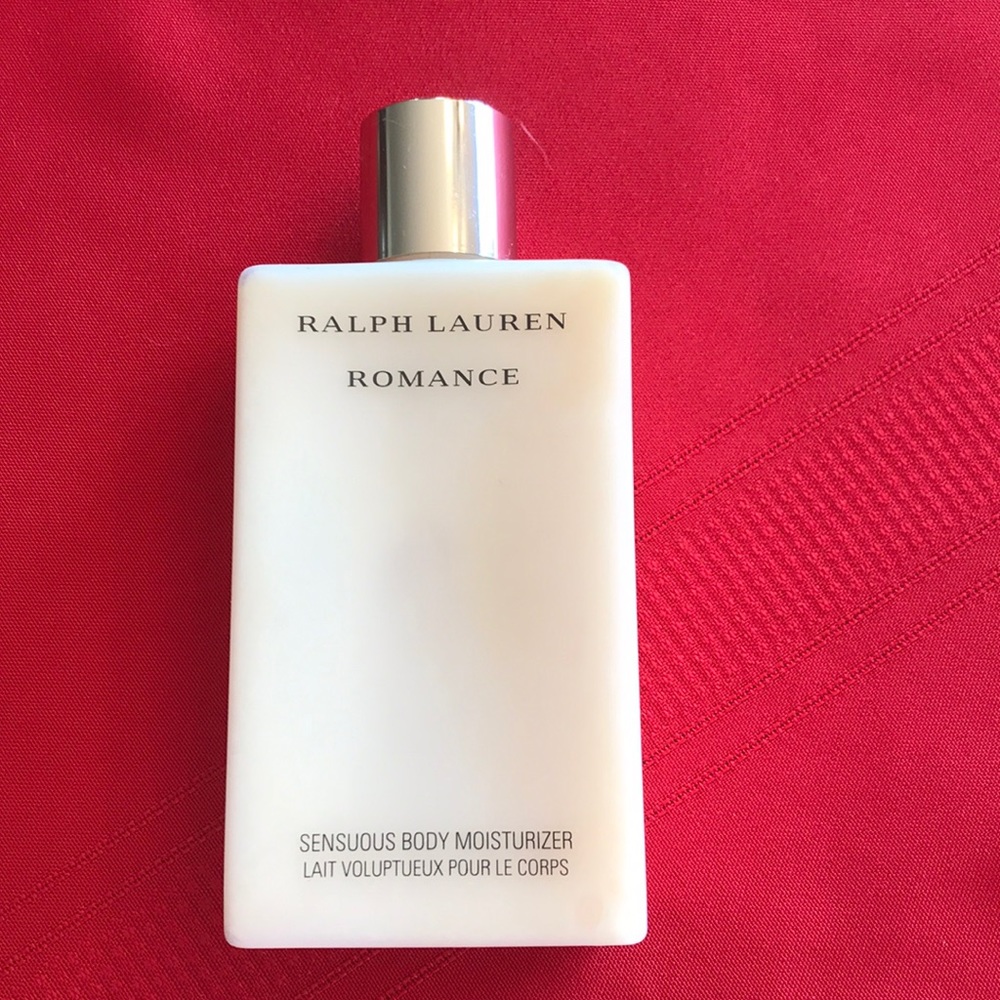 RALPH LAUREN
ROMANCE
SENSUOUS BODY MOISTURIZER
LAIT VOLUPTUEUX POUR LE CORPS